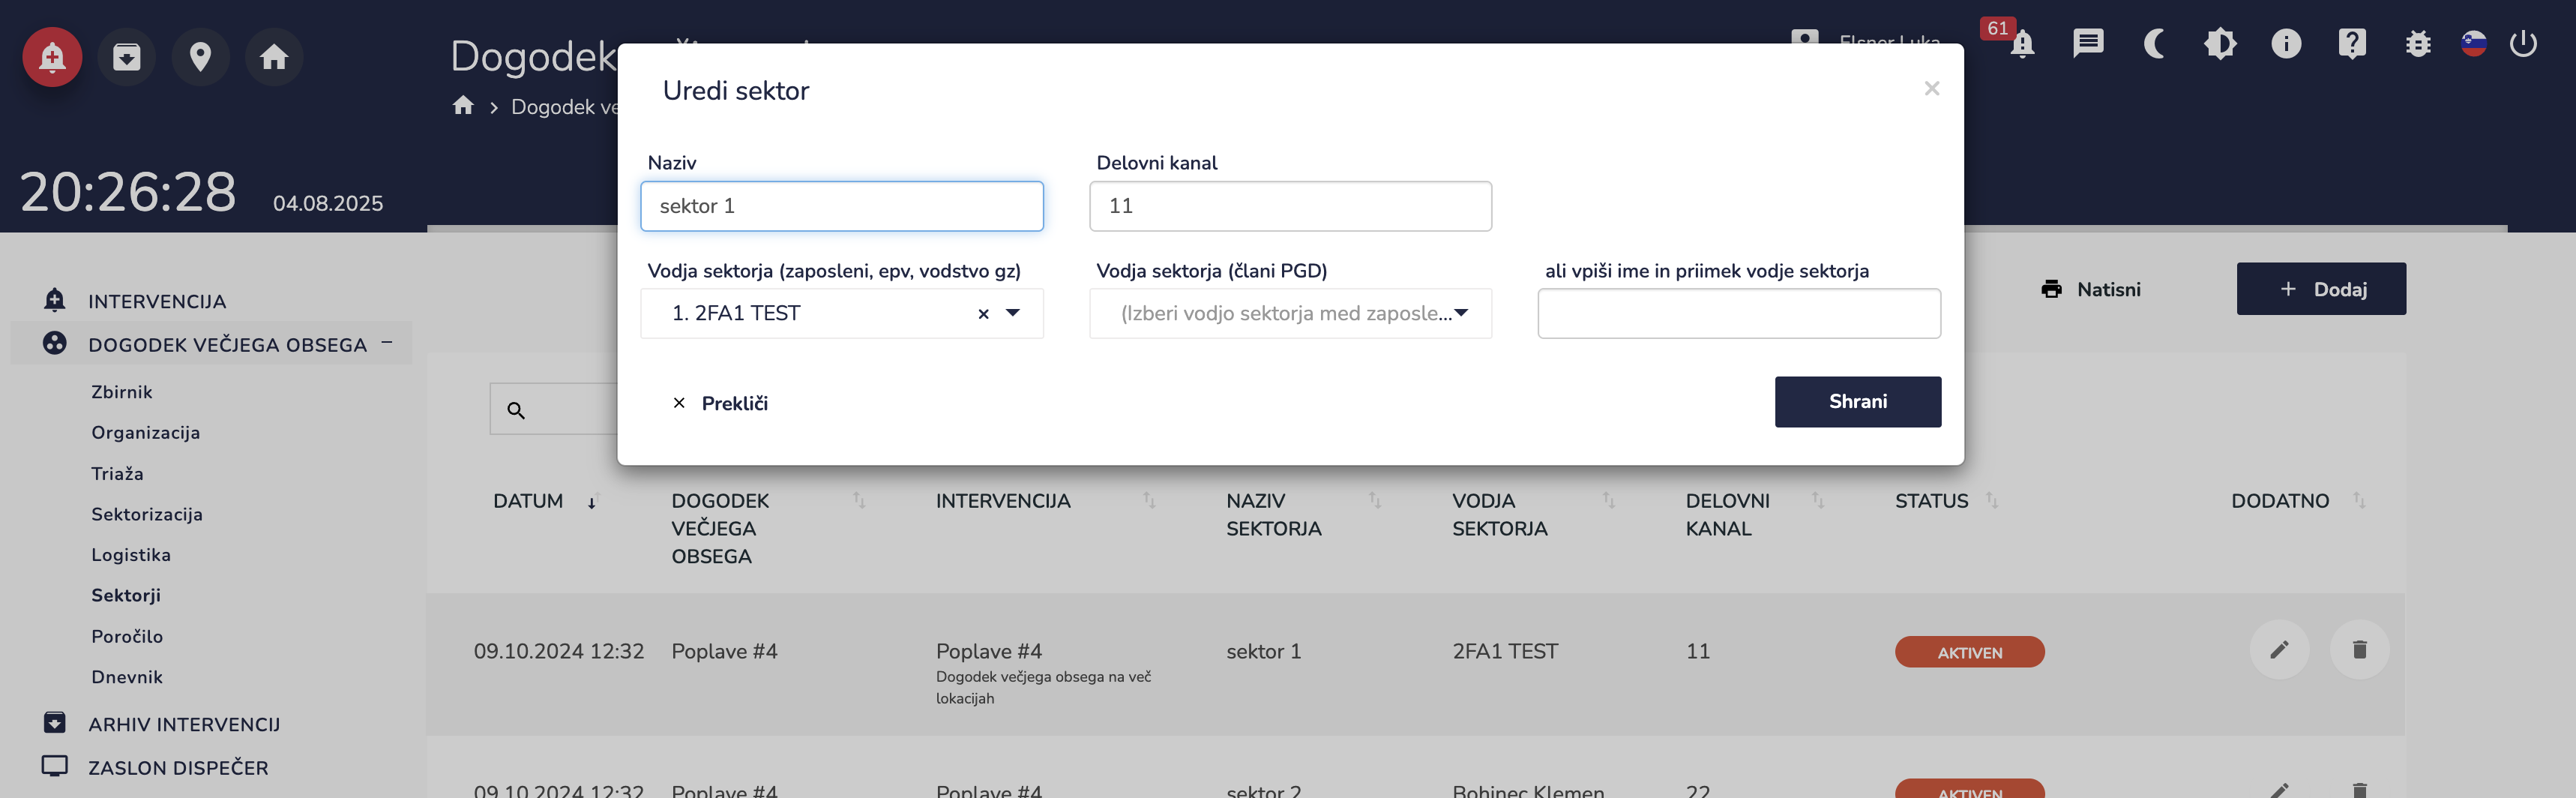 Dogodek
Elsner Luka
61
Dogodek ve
20:26:28 04.08.2025
Uredi sektor
Naziv
Delovni kanal
sektor 1
11
Vodja sektorja (zaposleni, epv, vodstvo gz)
Vodja sektorja (člani PGD)
ali vpiši ime in priimek vodje sektorja
1. 2FA1 TEST
(Izberi vodjo sektorja med zaposle...
Prekliči
Shrani
Natisni
Dodaj
INTERVENCIJA
DOGODEK VEČJEGA OBSEGA
Zbirnik
Organizacija
Triaža
Sektorizacija
Logistika
Sektorji
Poročilo
Dnevnik
ARHIV INTERVENCIJ
ZASLON DISPEČER
DATUM
DOGODEK
VEČJEGA
OBSEGA
INTERVENCIJA
NAZIV
SEKTORJA
VODJA
SEKTORJA
DELOVNI
KANAL
STATUS
DODATNO
09.10.2024 12:32
Poplave #4
Poplave #4
Dogodek večjega obsega na več
lokacijah
sektor 1
2FA1 TEST
11
AKTIVEN
09.10.2024 12:32
Poplave #4
Poplave #4
sektor 2
Bohinec Klemen
22
AKTIVEN